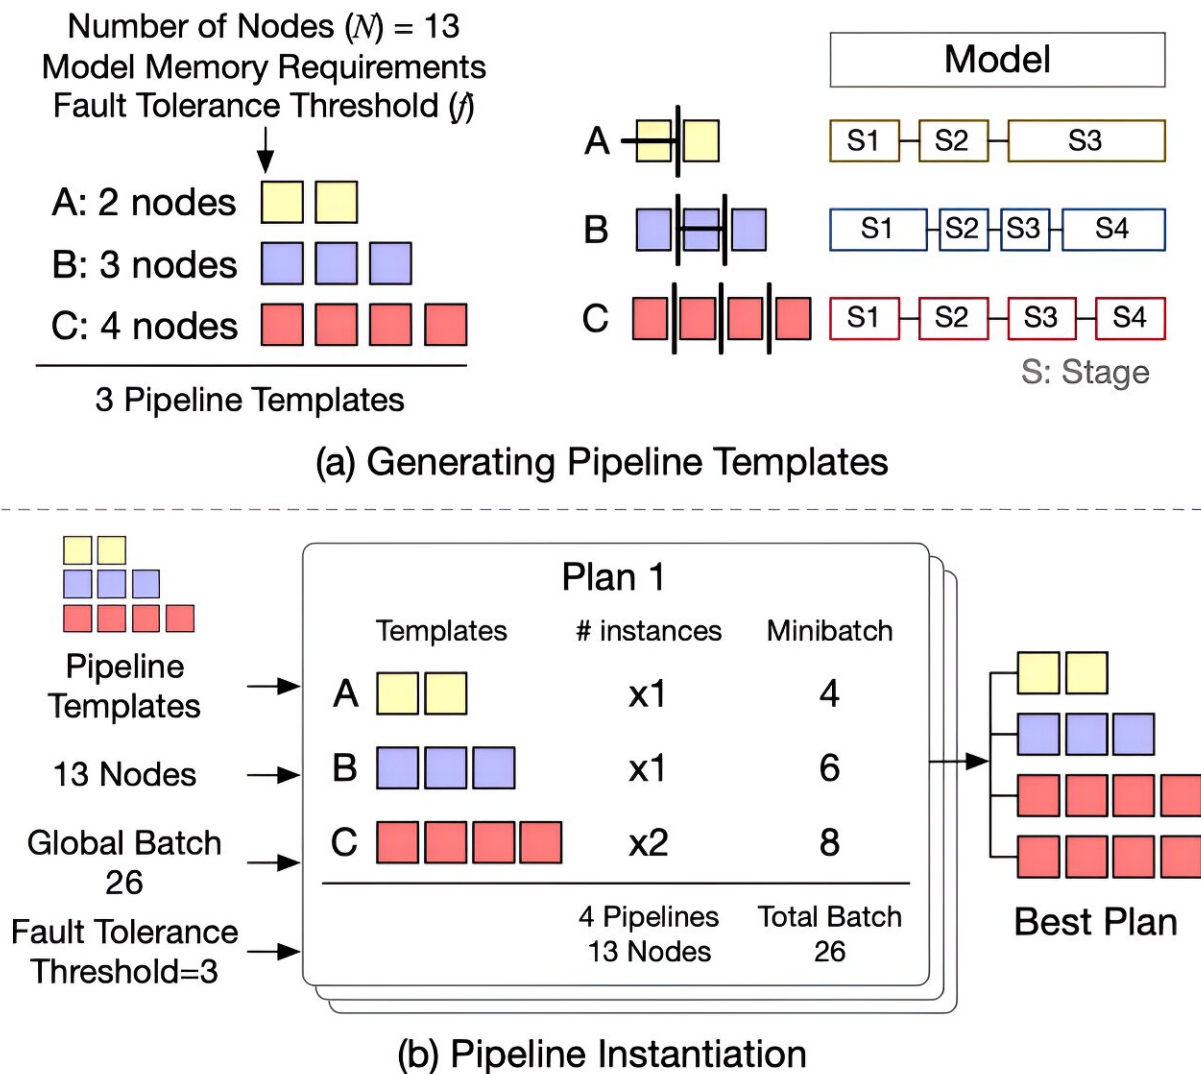 Number of Nodes (N) = 13
Model Memory Requirements
Fault Tolerance Threshold (f)
A: 2 nodes
B: 3 nodes
C: 4 nodes
3 Pipeline Templates
Model
A
S1
S2
S3
B
S1
S2
S3
S4
C
S1
S2
S3
S4
S: Stage
(a) Generating Pipeline Templates
Pipeline
Templates
13 Nodes
Global Batch
26
Fault Tolerance
Threshold=3
Plan 1
Templates # instances Minibatch
A x1 4
B x1 6
C x2 8
4 Pipelines Total Batch
13 Nodes 26
Best Plan
(b) Pipeline Instantiation